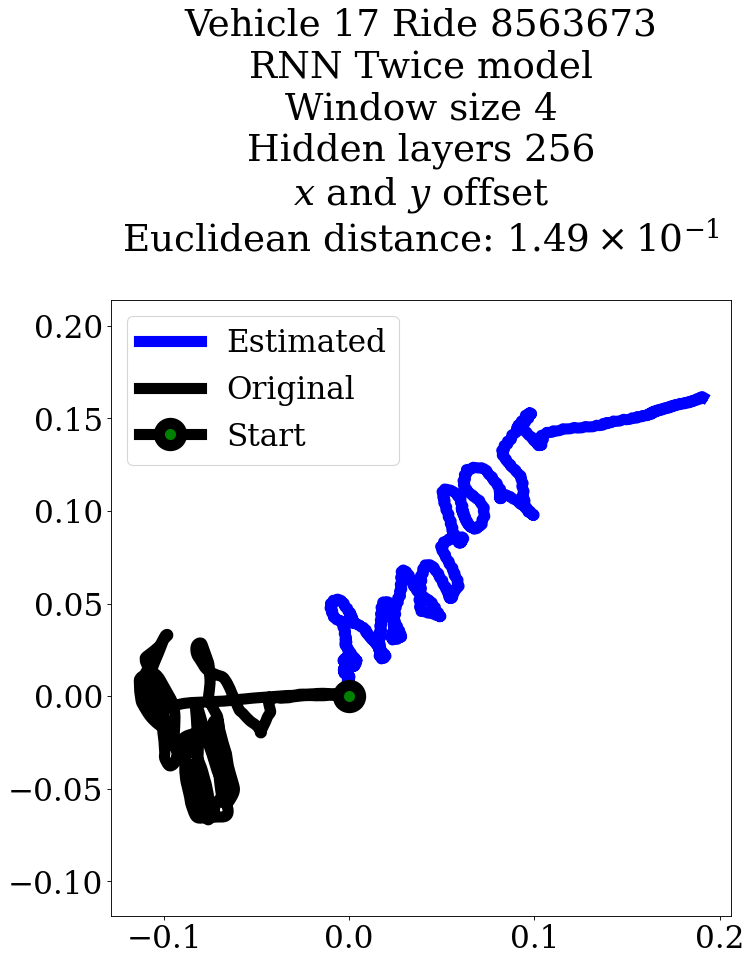 Vehicle 17 Ride 8563673
RNN Twice model
Window size 4
Hidden layers 256
x and y offset
Euclidean distance: 1.49 × 10⁻¹
Estimated
Original
Start
0.20
0.15
0.10
0.05
0.00
−0.05
−0.10
−0.1 0.0 0.1 0.2